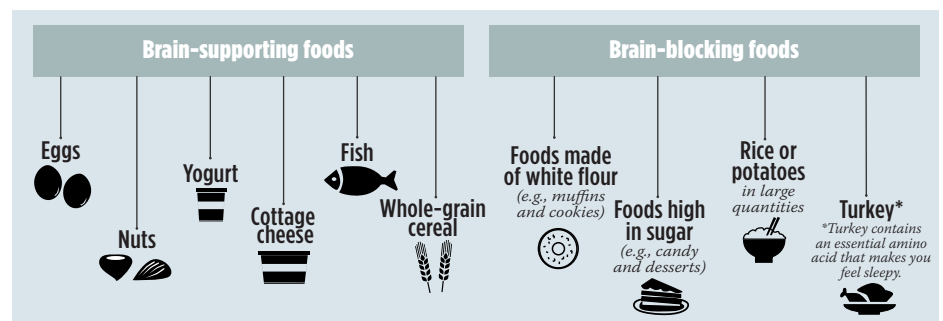 Brain-supporting foods
Eggs
Nuts
Yogurt
Cottage
cheese
Fish
Whole-grain
cereal
Brain-blocking foods
Foods made
of white flour
(e.g., muffins
and cookies)
Foods high
in sugar
(e.g., candy
and desserts)
Rice or
potatoes
in large
quantities
Turkey*
*Turkey contains
an essential amino
acid that makes you
feel sleepy.